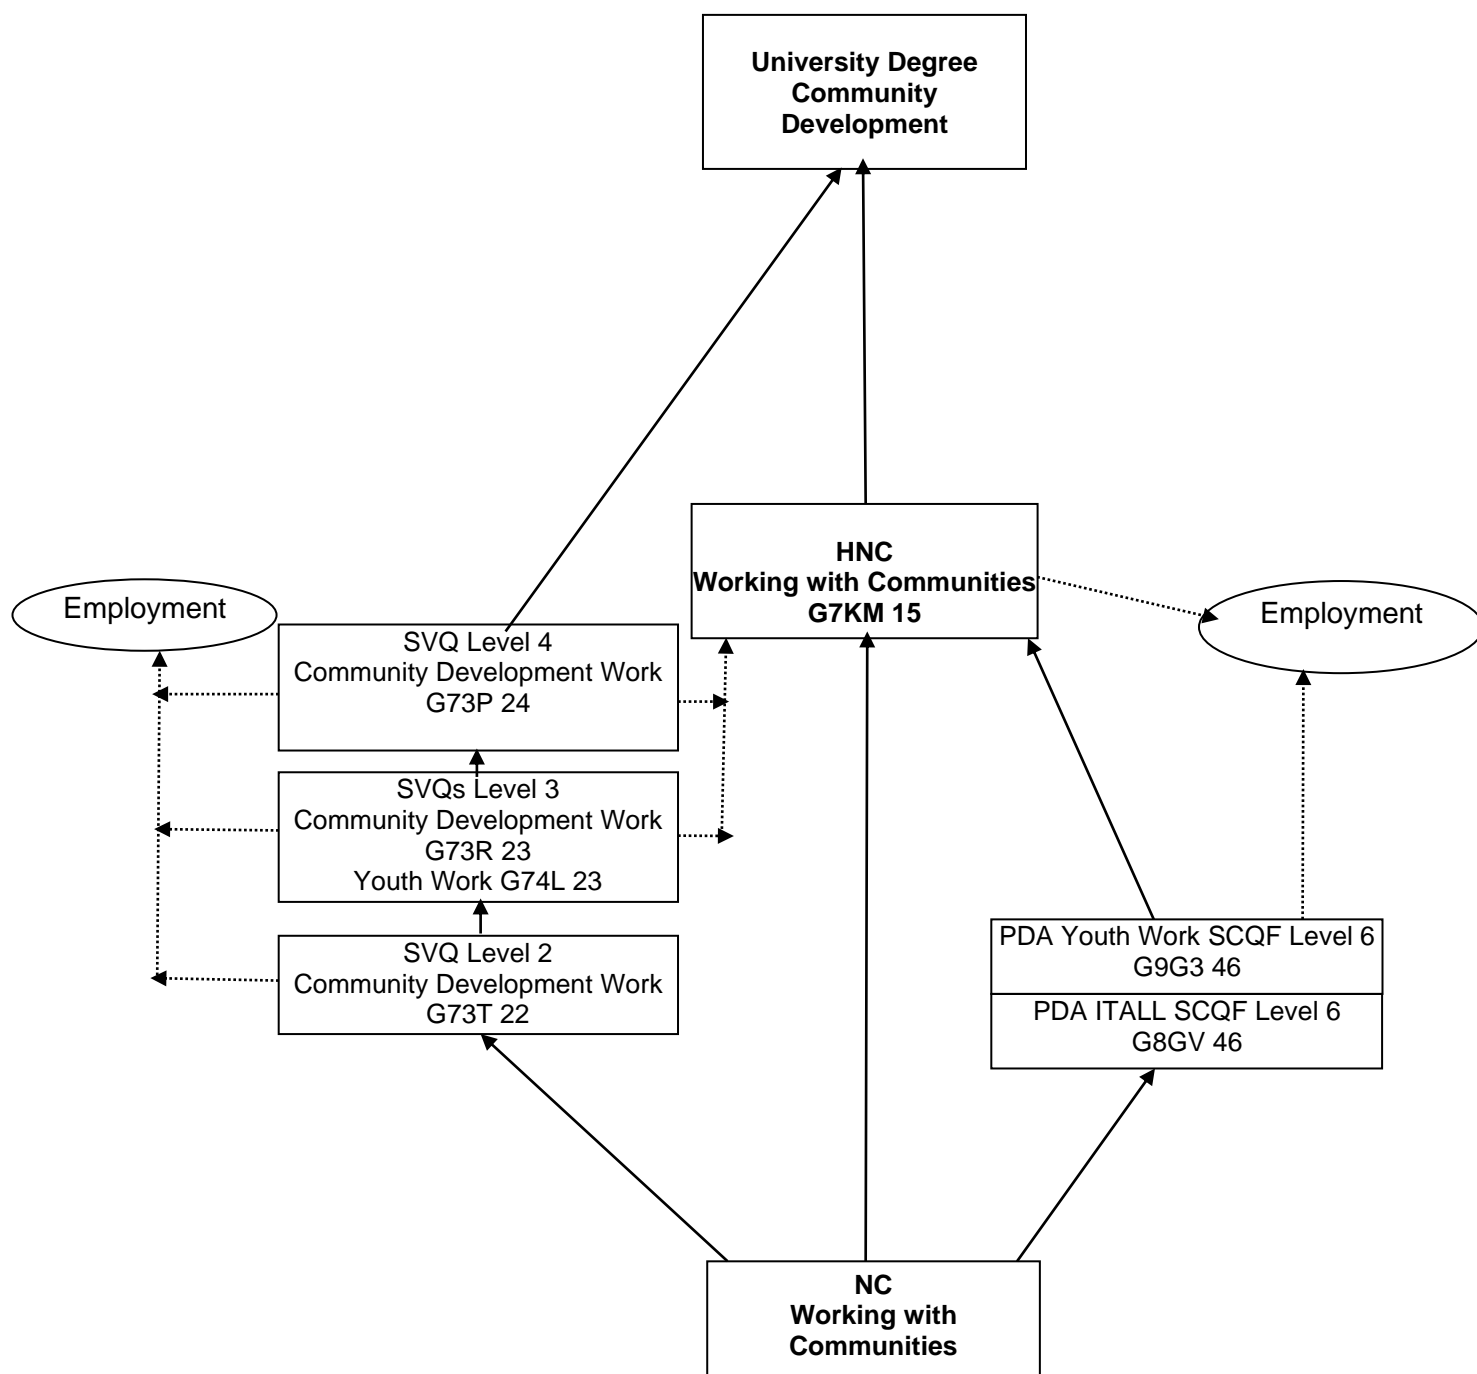 University Degree
Community
Development
HNC
Working with Communities
G7KM 15
Employment
Employment
SVQ Level 4
Community Development Work
G73P 24
SVQs Level 3
Community Development Work
G73R 23
Youth Work G74L 23
PDA Youth Work SCQF Level 6
G9G3 46
SVQ Level 2
Community Development Work
G73T 22
PDA ITALL SCQF Level 6
G8GV 46
NC
Working with
Communities